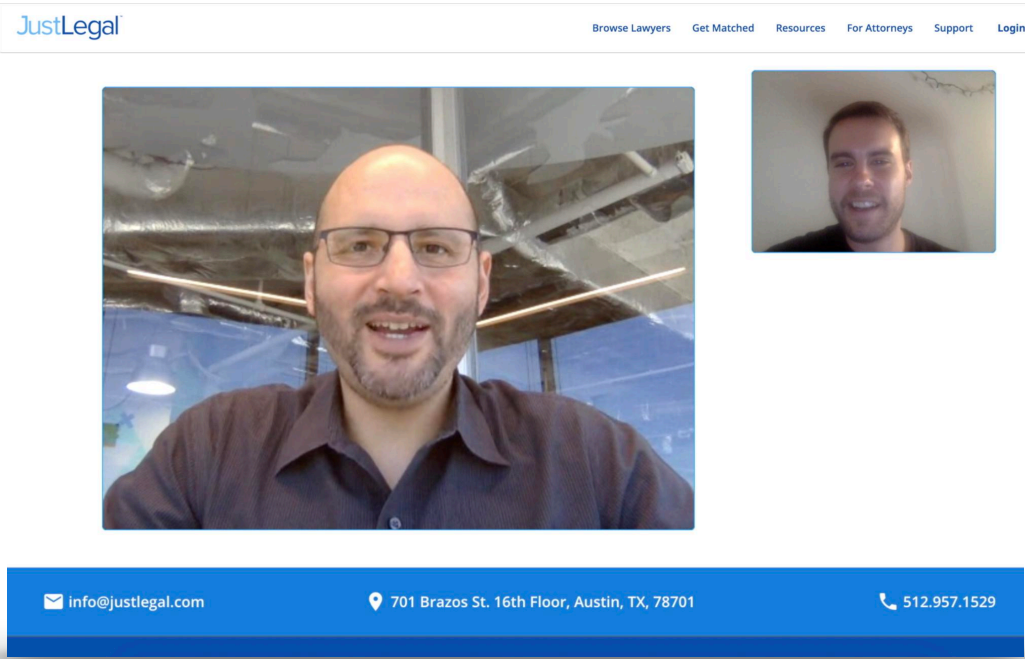 JustLegal
Browse Lawyers Get Matched Resources For Attorneys Support Login
info@justlegal.com 701 Brazos St. 16th Floor, Austin, TX, 78701 512.957.1529